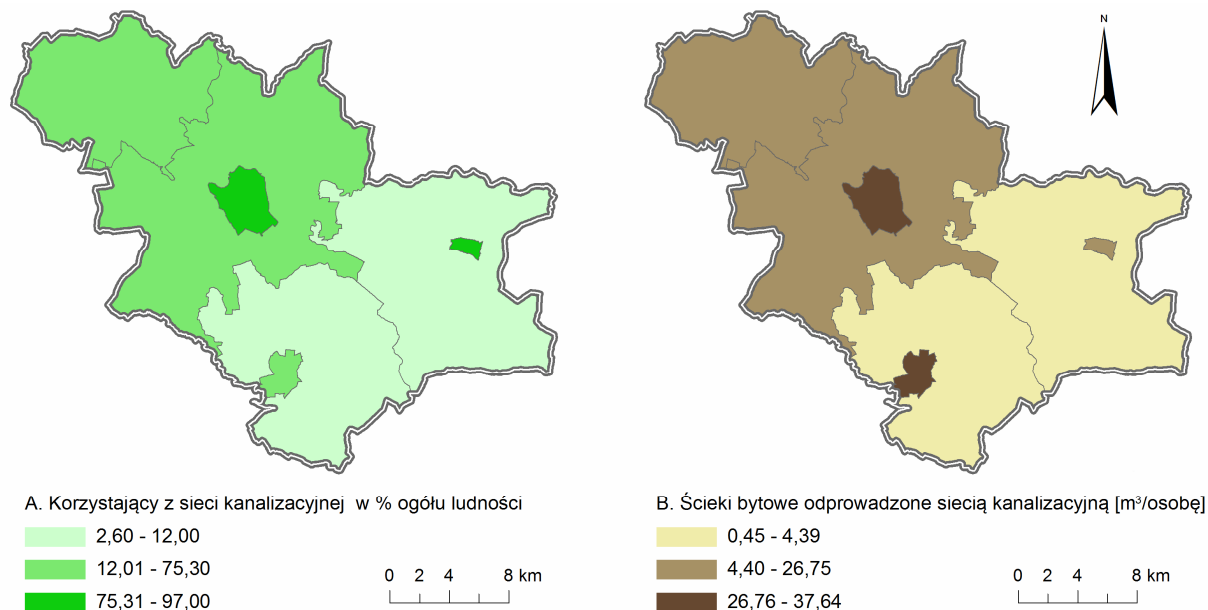 N
A. Korzystający z sieci kanalizacyjnej w % ogółu ludności
2,60 - 12,00
12,01 - 75,30
75,31 - 97,00
0 2 4 8 km
B. Ścieki bytowe odprowadzone siecią kanalizacyjną [m³/osobę]
0,45 - 4,39
4,40 - 26,75
26,76 - 37,64
0 2 4 8 km